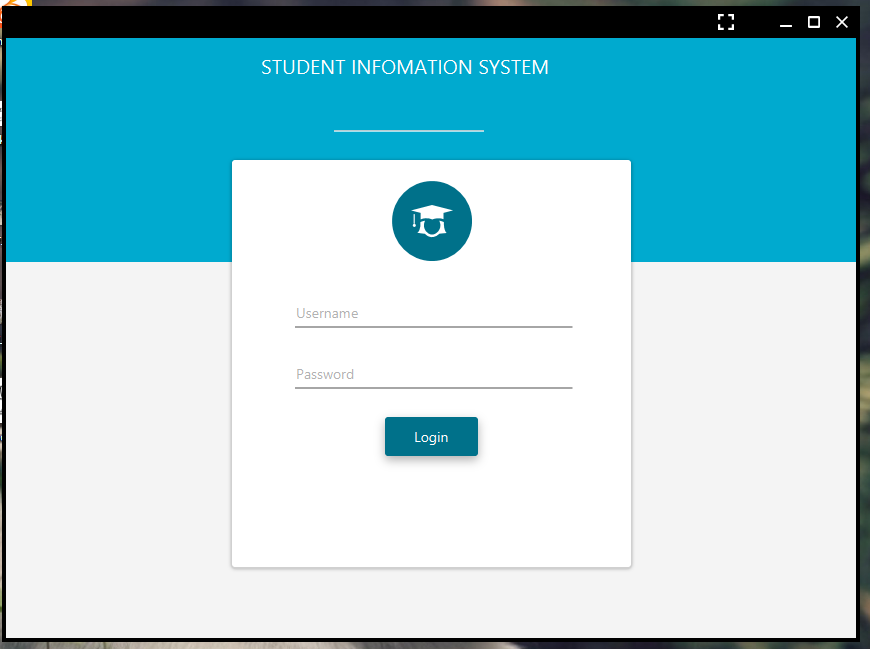 STUDENT INFOMATION SYSTEM
Username
Password
Login